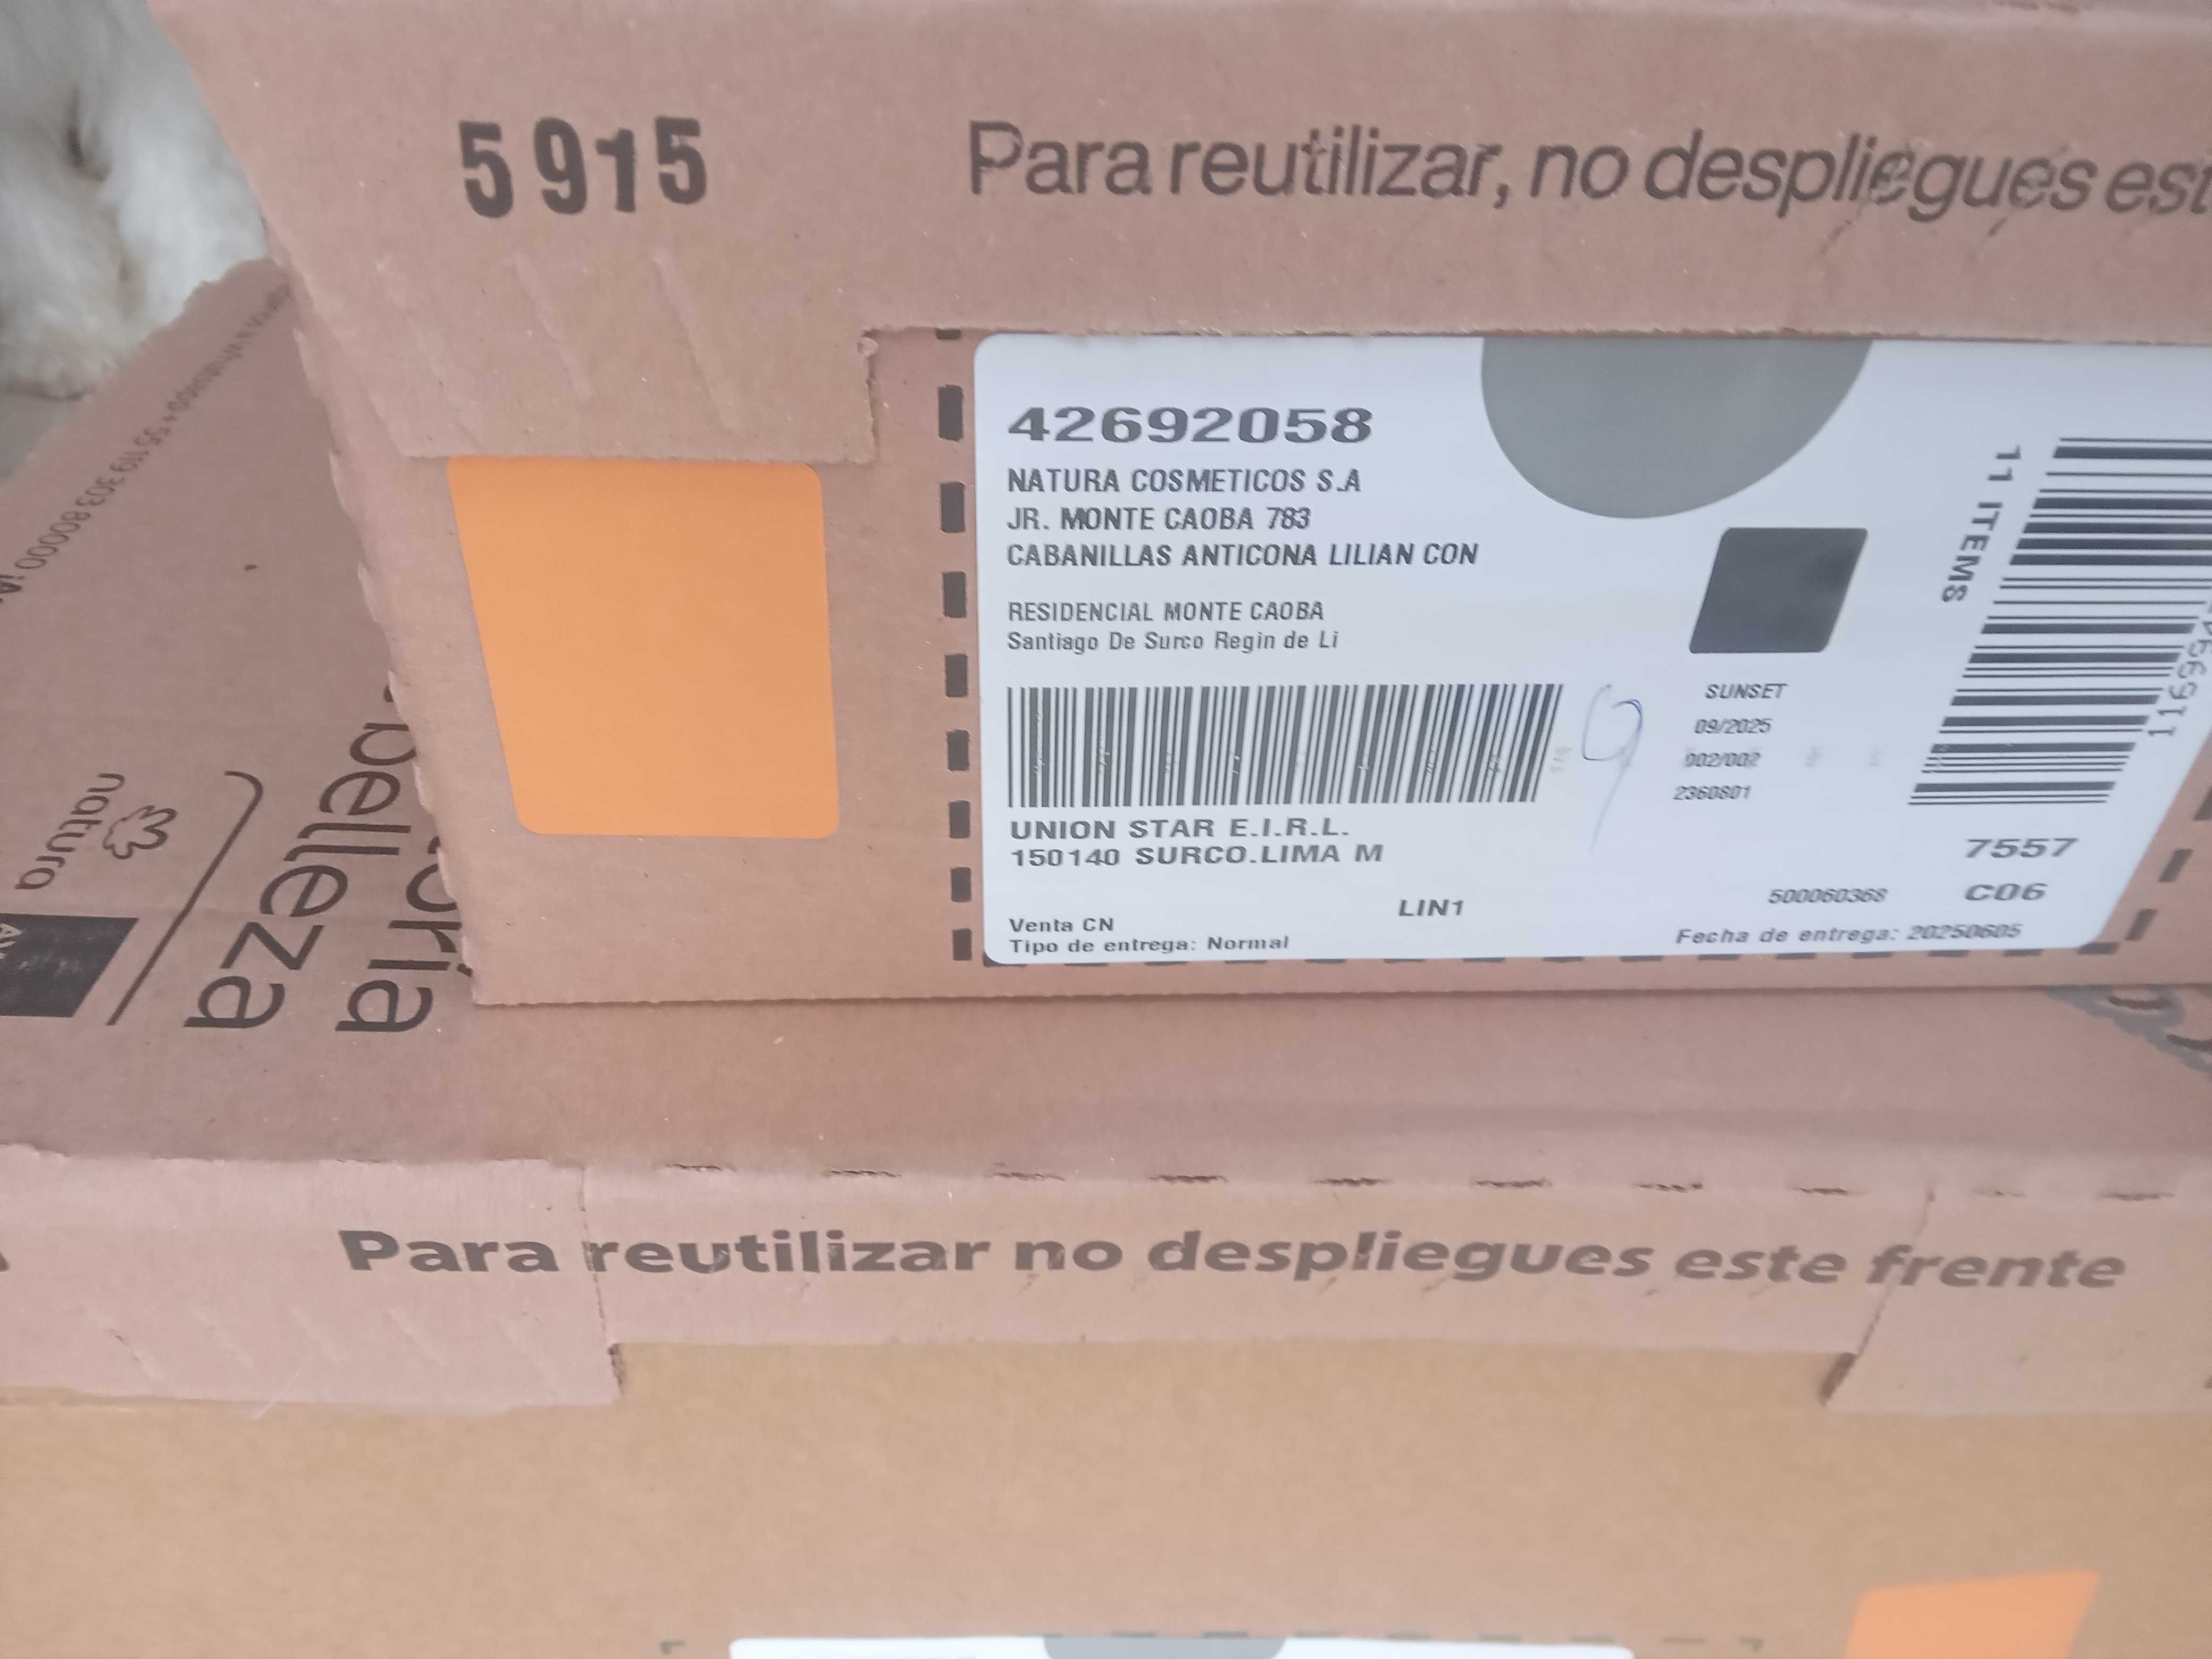 5915
Para reutilizar, no despliegues est
42692058
NATURA COSMETICOS S.A
JR. MONTE CAOBA 783
CABANILLAS ANTICONA LILIAN CON
RESIDENCIAL MONTE CAOBA
Santiago De Surco Regin de Li
11 ITEMS
SUNSET
09/2025
002/002
2360801
UNION STAR E.I.R.L.
150140 SURCO.LIMA M
7557
LIN1
500060368
C06
Venta CN
Tipo de entrega: Normal
Fecha de entrega: 20250605
natura
belleza
Para reutilizar no despliegues este frente